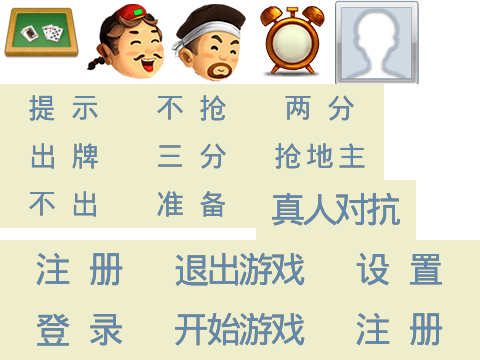 提 示 不 抢 两 分
出 牌 三 分 抢地主
不 出 准 备 真人对抗
注 册 退出游戏 设 置
登 录 开始游戏 注 册